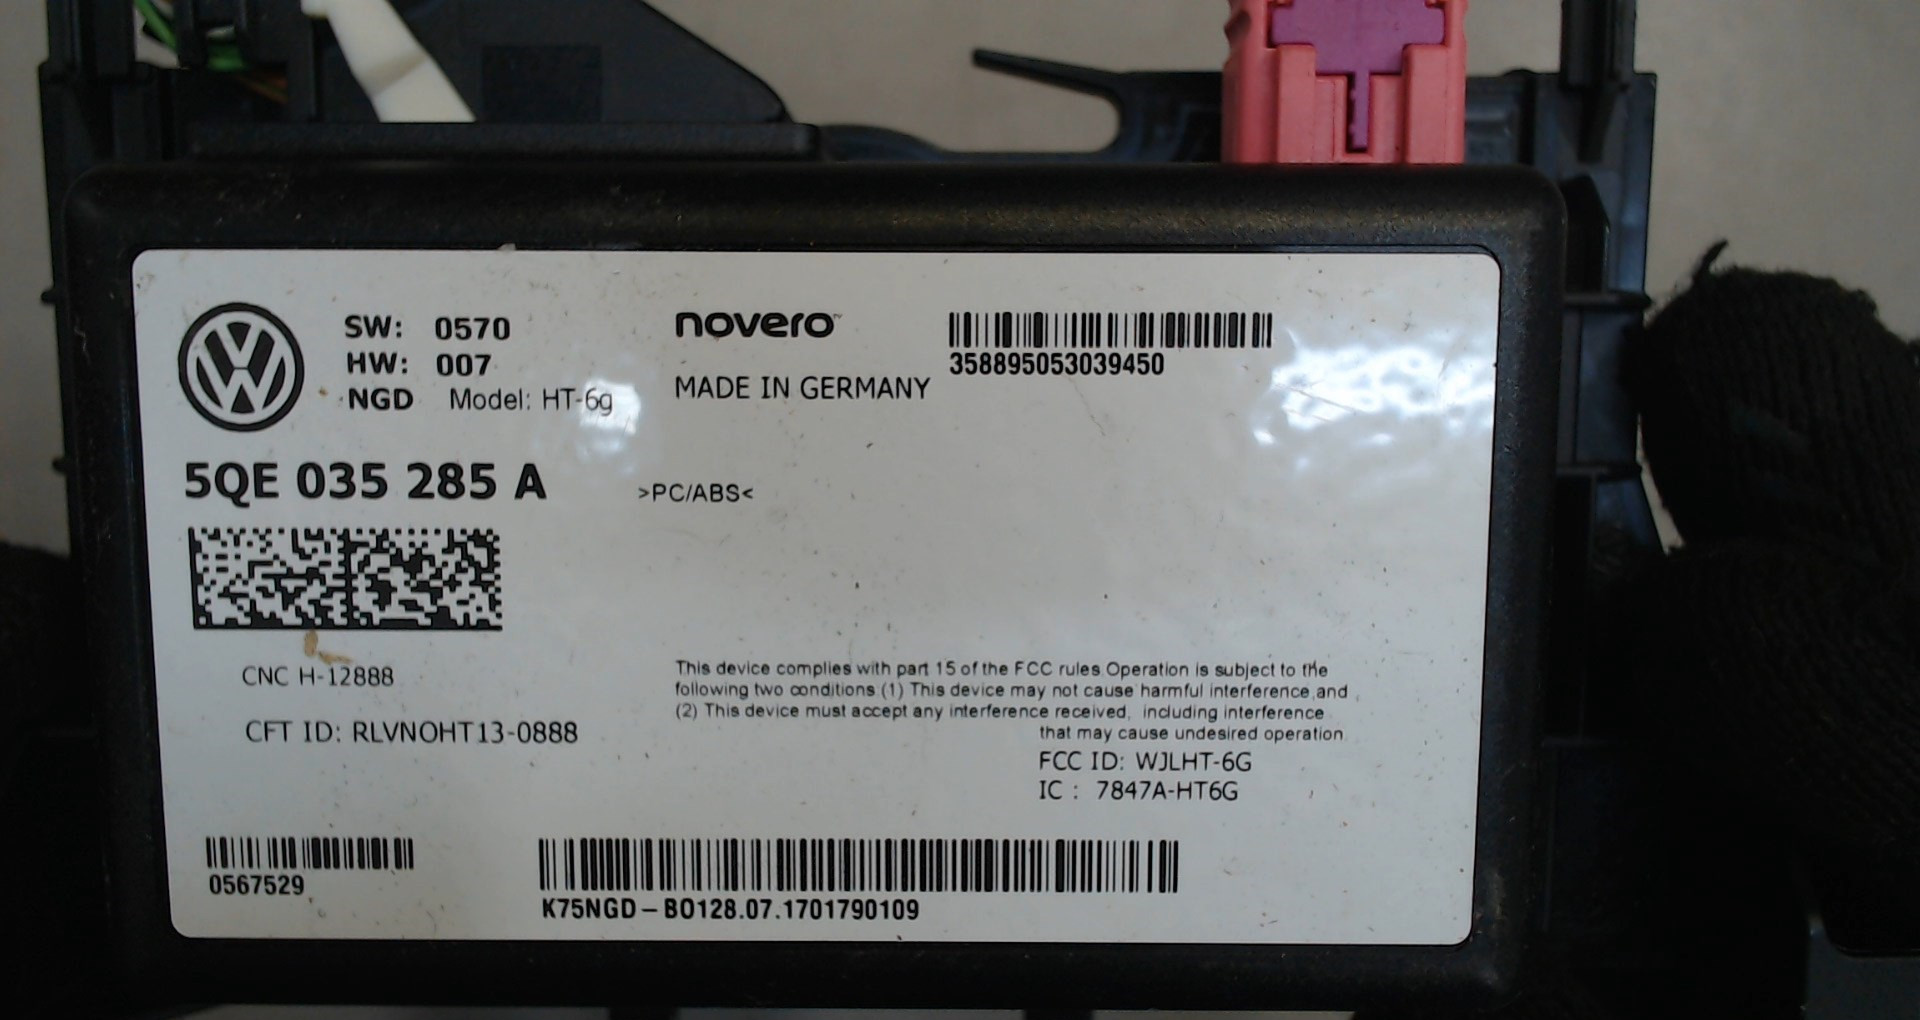 SW: 0570
HW: 007
NGD Model: HT-6g
novero
MADE IN GERMANY
358895053039450
5QE 035 285 A
>PC/ABS<
CNC H-12888
CFT ID: RLVNOHT13-0888
This device complies with part 15 of the FCC rules.Operation is subject to the
following two conditions.(1) This device may not cause harmful interference,and
(2) This device must accept any interference received, including interference
that may cause undesired operation.
FCC ID: WJLHT-6G
IC : 7847A-HT6G
0567529
K75NGD-BO128.07.1701790109